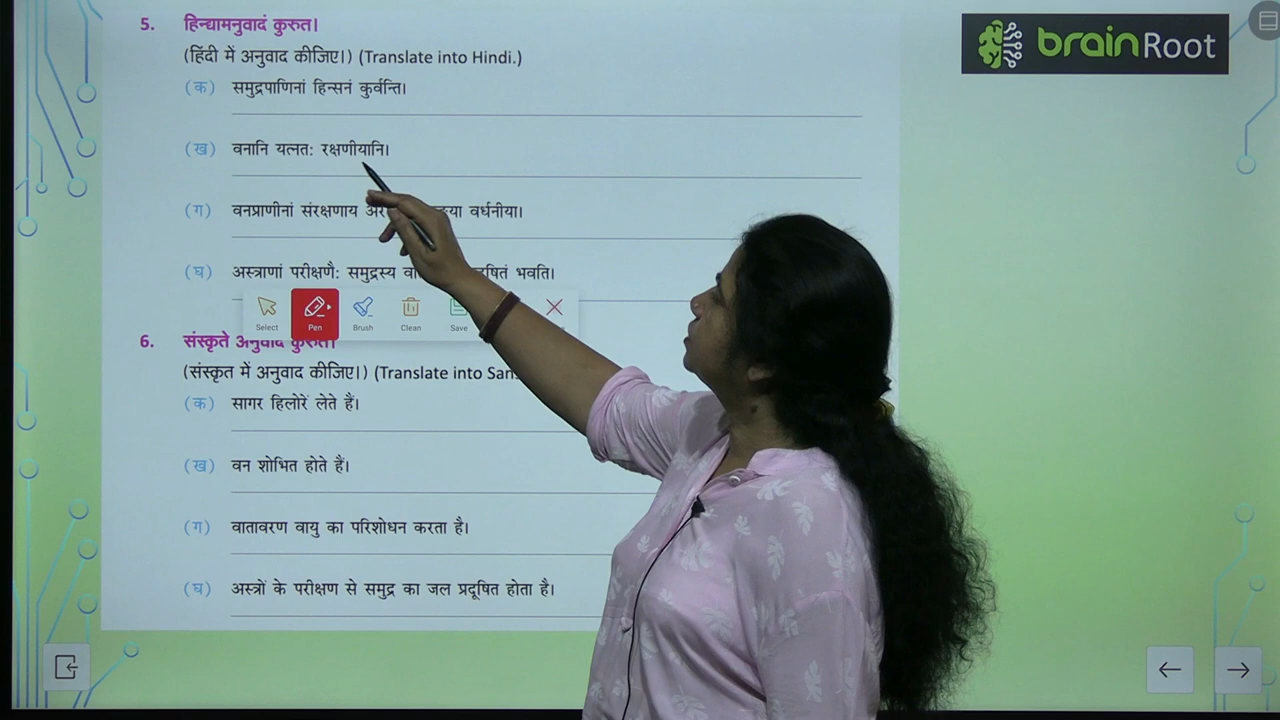 5. हिन्द्यामनुवादं कुरुत।
brainRoot
(हिंदी में अनुवाद कीजिए।) (Translate into Hindi.)
(क) समुद्रपाणिनां हिन्सनं कुर्वन्ति।
(ख) वनानि यत्नतः रक्षणीयानि।
(ग) वनप्राणीनां संरक्षणाय वर्धनीया।
(घ) अस्त्राणां परीक्षणैः समुद्रस्य भवति।
Select Pen Brush Clean Save
6. संस्कृते अनुवादं कुरुत।
(संस्कृत में अनुवाद कीजिए।) (Translate into
(क) सागर हिलोरें लेते हैं।
(ख) वन शोभित होते हैं।
(ग) वातावरण वायु का परिशोधन करता है।
(घ) अस्त्रों के परीक्षण से समुद्र का जल प्रदूषित होता है।